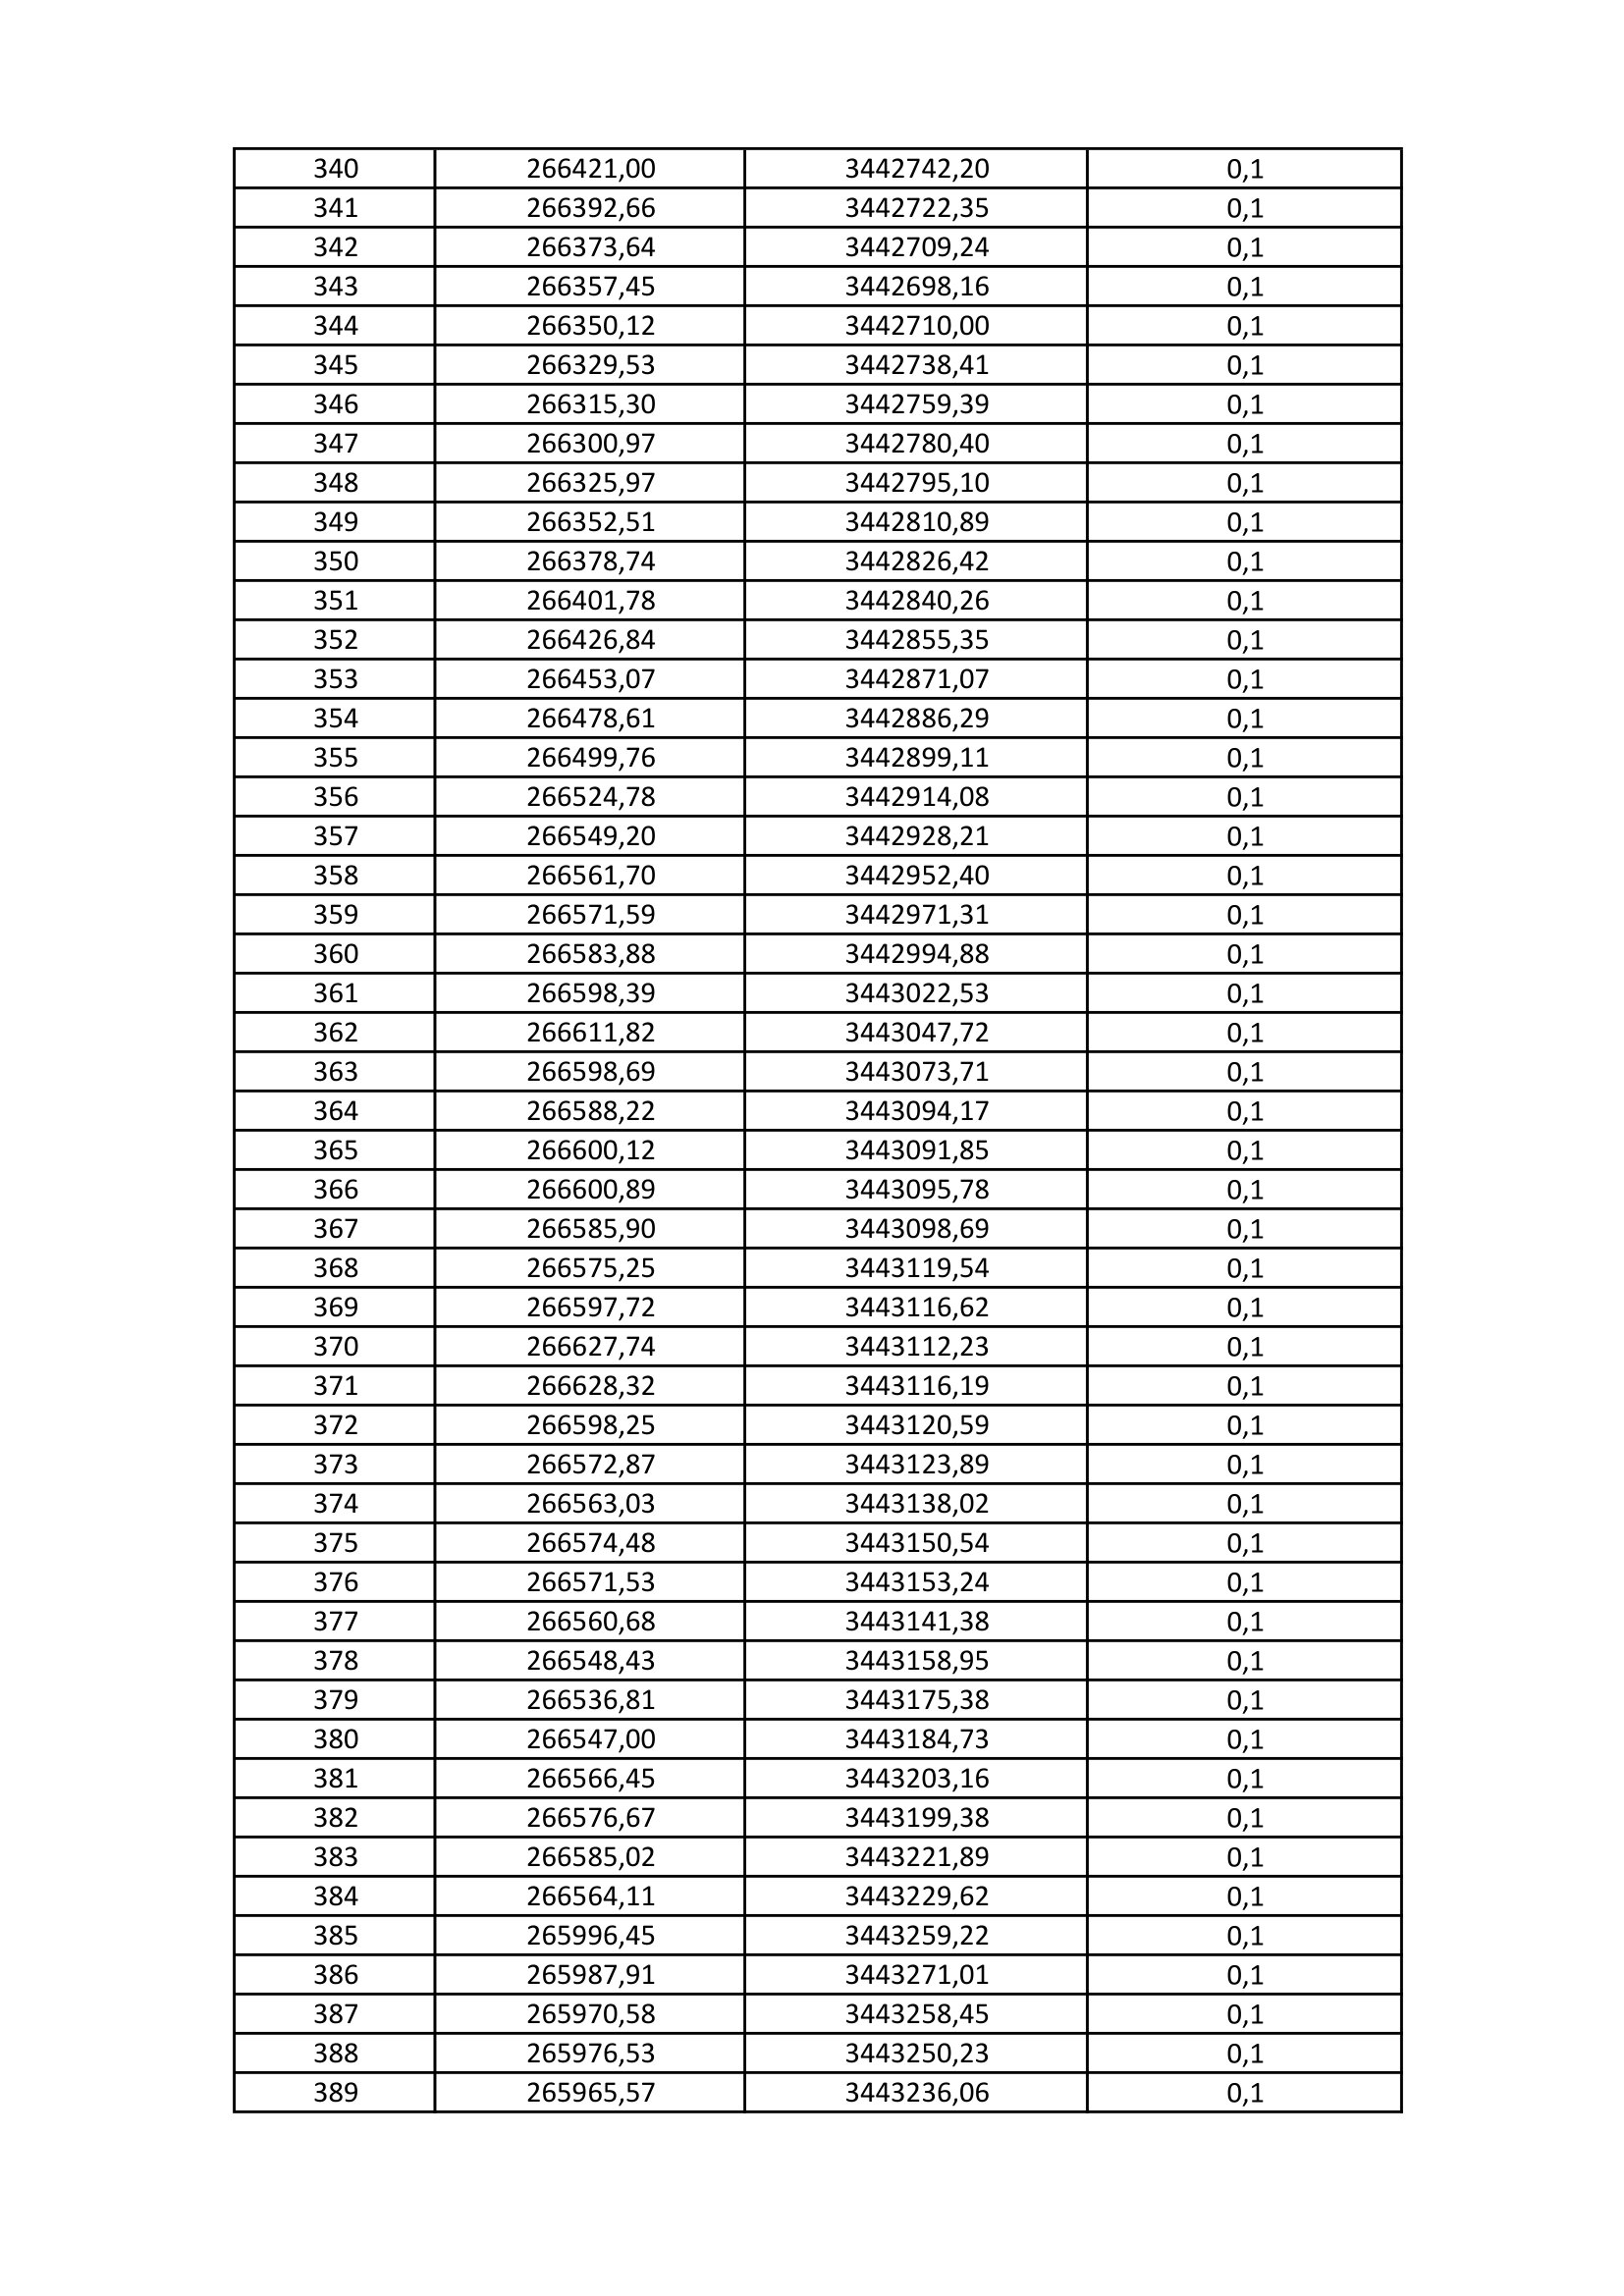 340 266421,00 3442742,20 0,1
341 266392,66 3442722,35 0,1
342 266373,64 3442709,24 0,1
343 266357,45 3442698,16 0,1
344 266350,12 3442710,00 0,1
345 266329,53 3442738,41 0,1
346 266315,30 3442759,39 0,1
347 266300,97 3442780,40 0,1
348 266325,97 3442795,10 0,1
349 266352,51 3442810,89 0,1
350 266378,74 3442826,42 0,1
351 266401,78 3442840,26 0,1
352 266426,84 3442855,35 0,1
353 266453,07 3442871,07 0,1
354 266478,61 3442886,29 0,1
355 266499,76 3442899,11 0,1
356 266524,78 3442914,08 0,1
357 266549,20 3442928,21 0,1
358 266561,70 3442952,40 0,1
359 266571,59 3442971,31 0,1
360 266583,88 3442994,88 0,1
361 266598,39 3443022,53 0,1
362 266611,82 3443047,72 0,1
363 266598,69 3443073,71 0,1
364 266588,22 3443094,17 0,1
365 266600,12 3443091,85 0,1
366 266600,89 3443095,78 0,1
367 266585,90 3443098,69 0,1
368 266575,25 3443119,54 0,1
369 266597,72 3443116,62 0,1
370 266627,74 3443112,23 0,1
371 266628,32 3443116,19 0,1
372 266598,25 3443120,59 0,1
373 266572,87 3443123,89 0,1
374 266563,03 3443138,02 0,1
375 266574,48 3443150,54 0,1
376 266571,53 3443153,24 0,1
377 266560,68 3443141,38 0,1
378 266548,43 3443158,95 0,1
379 266536,81 3443175,38 0,1
380 266547,00 3443184,73 0,1
381 266566,45 3443203,16 0,1
382 266576,67 3443199,38 0,1
383 266585,02 3443221,89 0,1
384 266564,11 3443229,62 0,1
385 265996,45 3443259,22 0,1
386 265987,91 3443271,01 0,1
387 265970,58 3443258,45 0,1
388 265976,53 3443250,23 0,1
389 265965,57 3443236,06 0,1